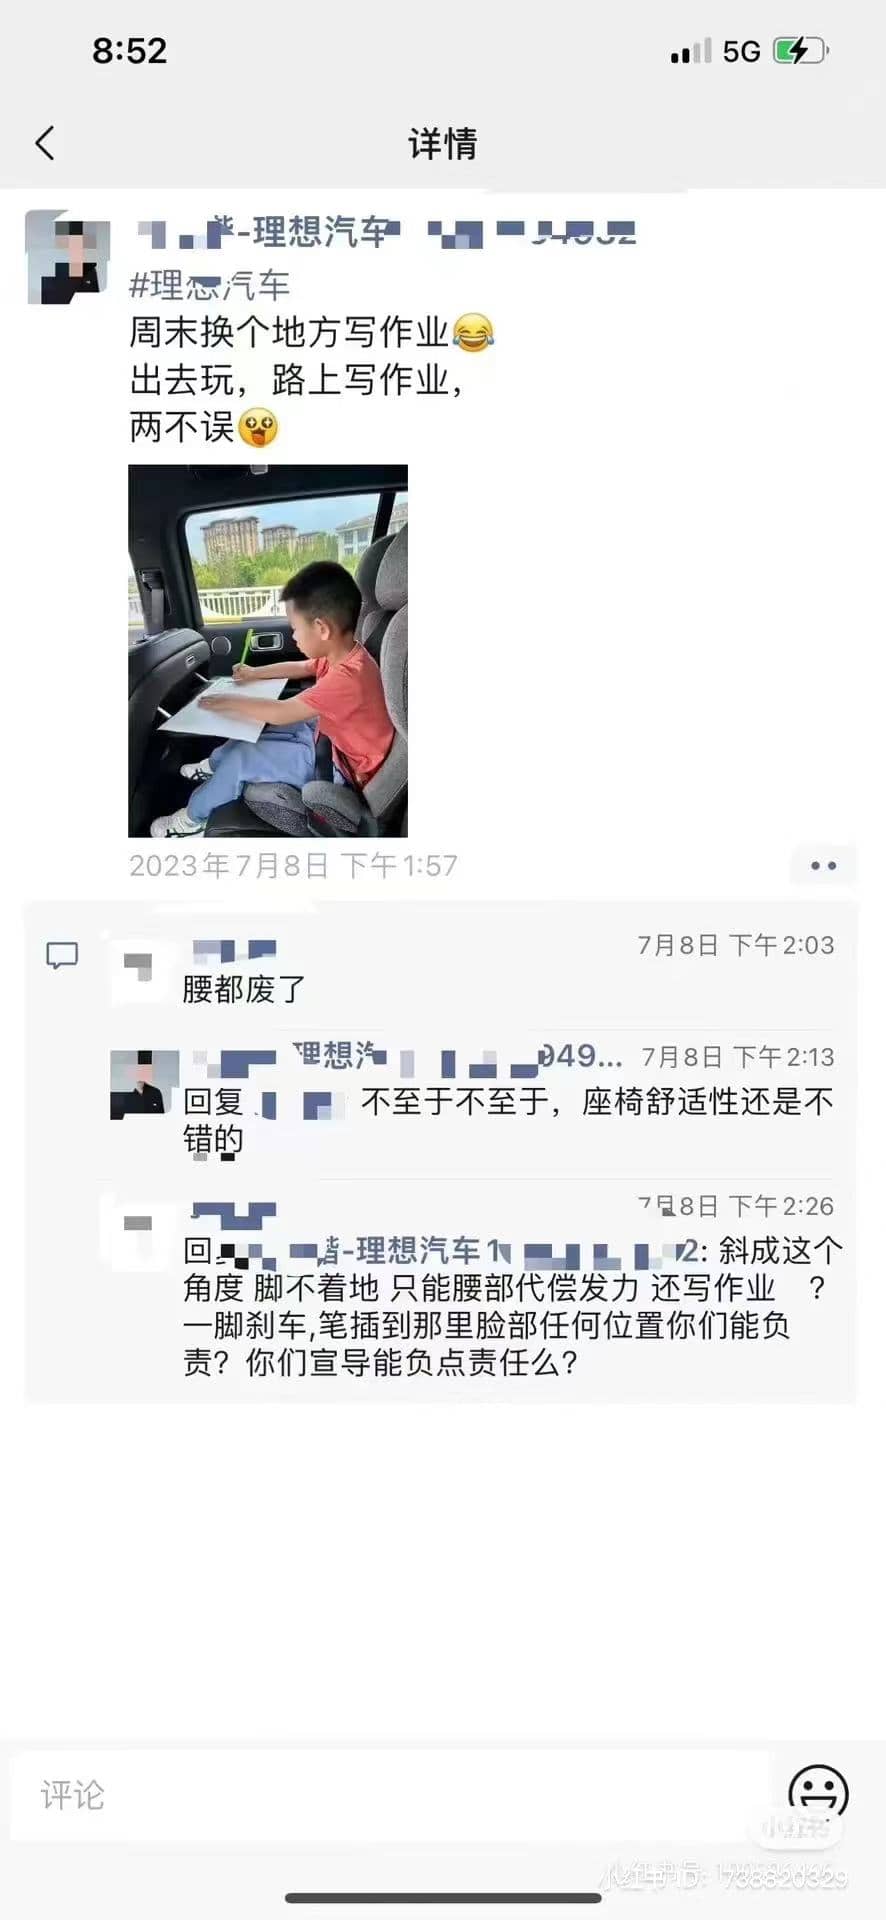 8:52
5G
详情
-理想汽车
#理想汽车
周末换个地方写作业😂
出去玩，路上写作业，
两不误🤩
2023年7月8日 下午1:57
7月8日 下午2:03
腰都废了
理想汽 949... 7月8日 下午2:13
回复 不至于不至于，座椅舒适性还是不
错的
7月8日 下午2:26
回 -理想汽车1 2: 斜成这个
角度 脚不着地 只能腰部代偿发力 还写作业 ？
一脚刹车,笔插到那里脸部任何位置你们能负
责？你们宣导能负点责任么？
评论
小红书